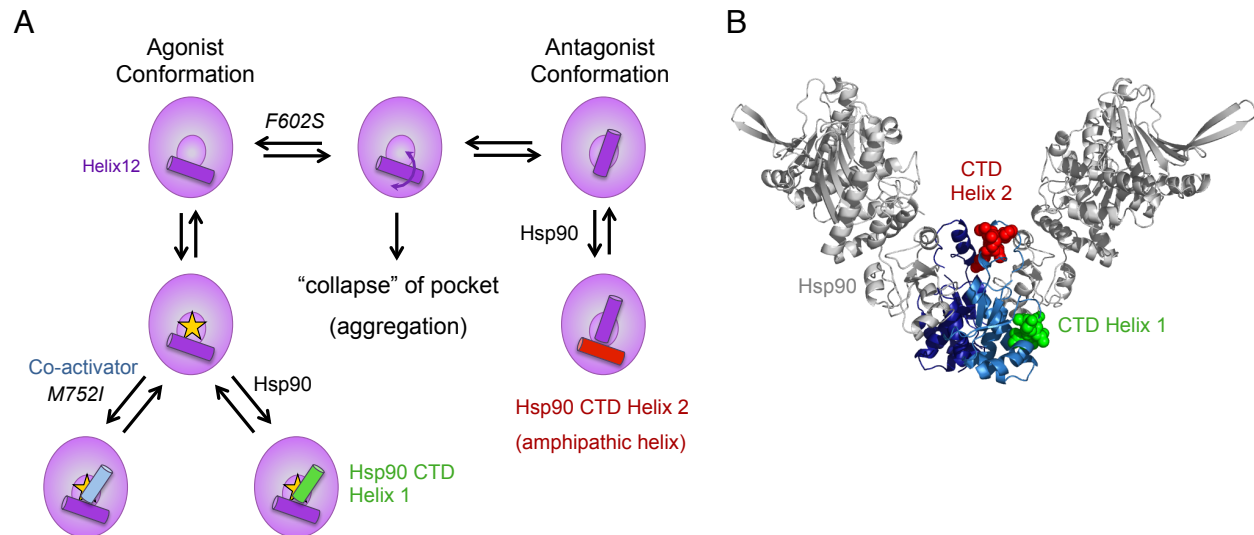 A
Agonist
Conformation
Antagonist
Conformation
F602S
Helix12
Hsp90
“collapse” of pocket
(aggregation)
Co-activator
M752I
Hsp90
Hsp90 CTD Helix 2
(amphipathic helix)
Hsp90 CTD
Helix 1
B
CTD
Helix 2
Hsp90
CTD Helix 1